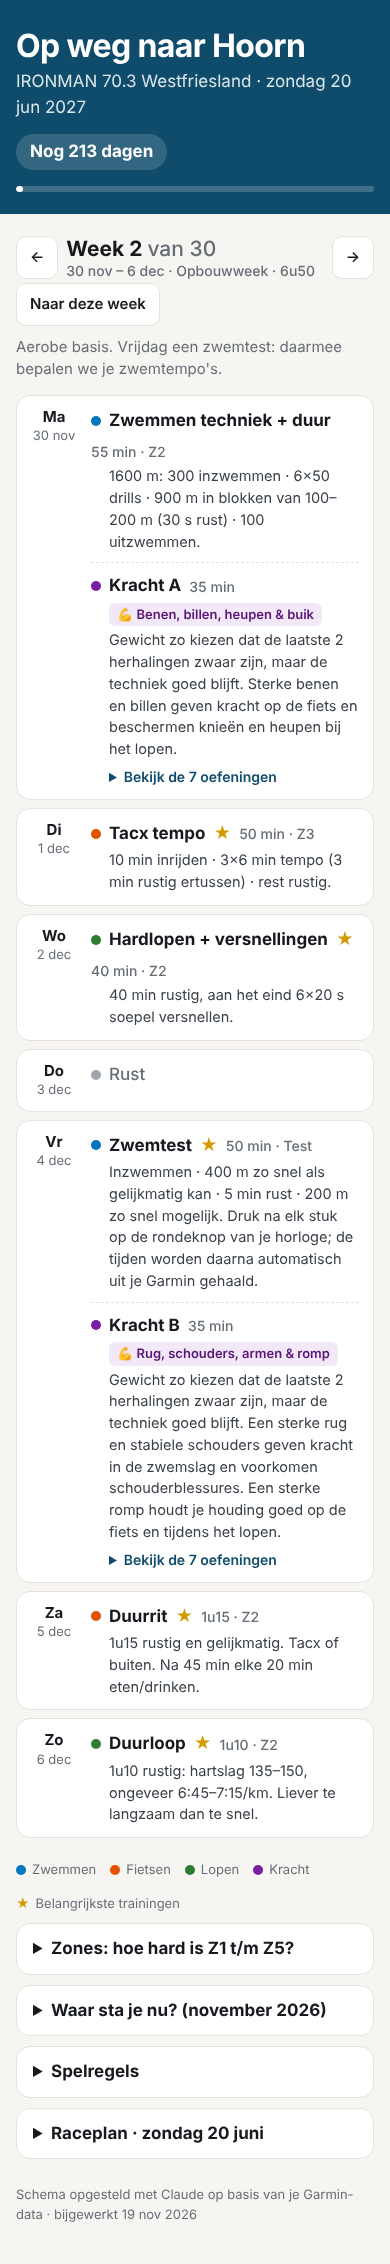 Op weg naar Hoorn
IRONMAN 70.3 Westfriesland · zondag 20
jun 2027
Nog 213 dagen
← Week 2 van 30 →
30 nov – 6 dec · Opbouwweek · 6u50
Naar deze week
Aerobe basis. Vrijdag een zwemtest: daarmee
bepalen we je zwemtempo's.
Ma
30 nov
Zwemmen techniek + duur
55 min · Z2
1600 m: 300 inzwemmen · 6×50
drills · 900 m in blokken van 100–
200 m (30 s rust) · 100
uitzwemmen.
Kracht A 35 min
💪 Benen, billen, heupen & buik
Gewicht zo kiezen dat de laatste 2
herhalingen zwaar zijn, maar de
techniek goed blijft. Sterke benen
en billen geven kracht op de fiets en
beschermen knieën en heupen bij
het lopen.
▶ Bekijk de 7 oefeningen
Di
1 dec
Tacx tempo ★ 50 min · Z3
10 min inrijden · 3×6 min tempo (3
min rustig ertussen) · rest rustig.
Wo
2 dec
Hardlopen + versnellingen ★
40 min · Z2
40 min rustig, aan het eind 6×20 s
soepel versnellen.
Do
3 dec
Rust
Vr
4 dec
Zwemtest ★ 50 min · Test
Inzwemmen · 400 m zo snel als
gelijkmatig kan · 5 min rust · 200 m
zo snel mogelijk. Druk na elk stuk
op de rondeknop van je horloge; de
tijden worden daarna automatisch
uit je Garmin gehaald.
Kracht B 35 min
💪 Rug, schouders, armen & romp
Gewicht zo kiezen dat de laatste 2
herhalingen zwaar zijn, maar de
techniek goed blijft. Een sterke rug
en stabiele schouders geven kracht
in de zwemslag en voorkomen
schouderblessures. Een sterke
romp houdt je houding goed op de
fiets en tijdens het lopen.
▶ Bekijk de 7 oefeningen
Za
5 dec
Duurrit ★ 1u15 · Z2
1u15 rustig en gelijkmatig. Tacx of
buiten. Na 45 min elke 20 min
eten/drinken.
Zo
6 dec
Duurloop ★ 1u10 · Z2
1u10 rustig: hartslag 135–150,
ongeveer 6:45–7:15/km. Liever te
langzaam dan te snel.
Zwemmen Fietsen Lopen Kracht
★ Belangrijkste trainingen
▶ Zones: hoe hard is Z1 t/m Z5?
▶ Waar sta je nu? (november 2026)
▶ Spelregels
▶ Raceplan · zondag 20 juni
Schema opgesteld met Claude op basis van je Garmin-
data · bijgewerkt 19 nov 2026